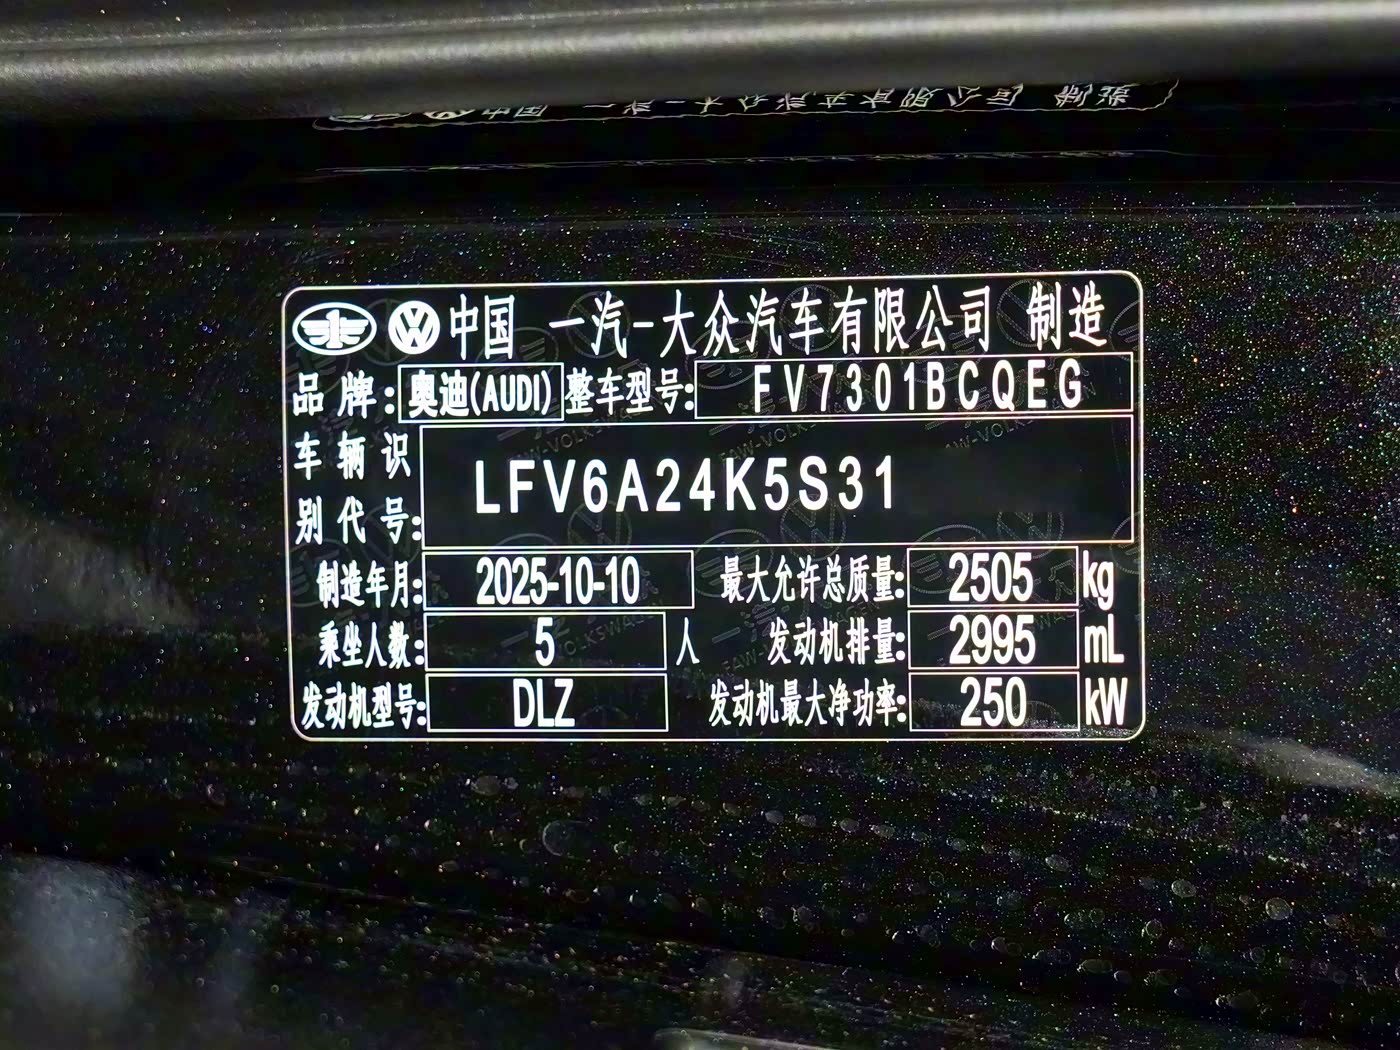 中国 一汽-大众汽车有限公司 制造
品牌: 奥迪(AUDI) 整车型号: FV7301BCQEG
车辆识别代号: LFV6A24K5S31
制造年月: 2025-10-10 最大允许总质量: 2505 kg
乘坐人数: 5 人 发动机排量: 2995 mL
发动机型号: DLZ 发动机最大净功率: 250 kW